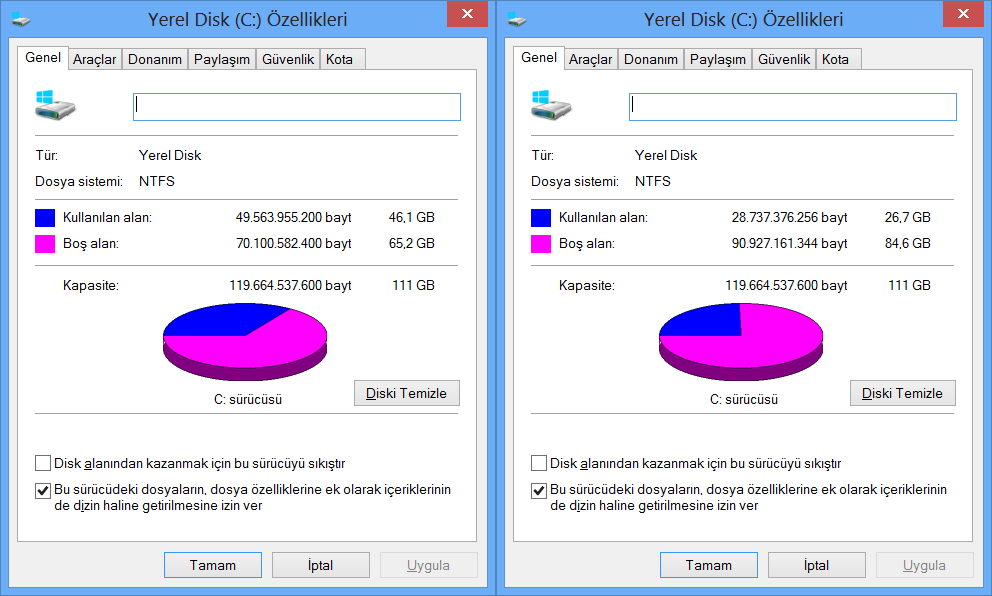 Yerel Disk (C:) Özellikleri
Genel Araçlar Donanım Paylaşım Güvenlik Kota
Tür: Yerel Disk
Dosya sistemi: NTFS
Kullanılan alan: 49.563.955.200 bayt 46,1 GB
Boş alan: 70.100.582.400 bayt 65,2 GB
Kapasite: 119.664.537.600 bayt 111 GB
C: sürücüsü
Diski Temizle
Disk alanından kazanmak için bu sürücüyü sıkıştır
Bu sürücüdeki dosyaların, dosya özelliklerine ek olarak içeriklerinin
de dizin haline getirilmesine izin ver
Tamam İptal Uygula
Yerel Disk (C:) Özellikleri
Genel Araçlar Donanım Paylaşım Güvenlik Kota
Tür: Yerel Disk
Dosya sistemi: NTFS
Kullanılan alan: 28.737.376.256 bayt 26,7 GB
Boş alan: 90.927.161.344 bayt 84,6 GB
Kapasite: 119.664.537.600 bayt 111 GB
C: sürücüsü
Diski Temizle
Disk alanından kazanmak için bu sürücüyü sıkıştır
Bu sürücüdeki dosyaların, dosya özelliklerine ek olarak içeriklerinin
de dizin haline getirilmesine izin ver
Tamam İptal Uygula